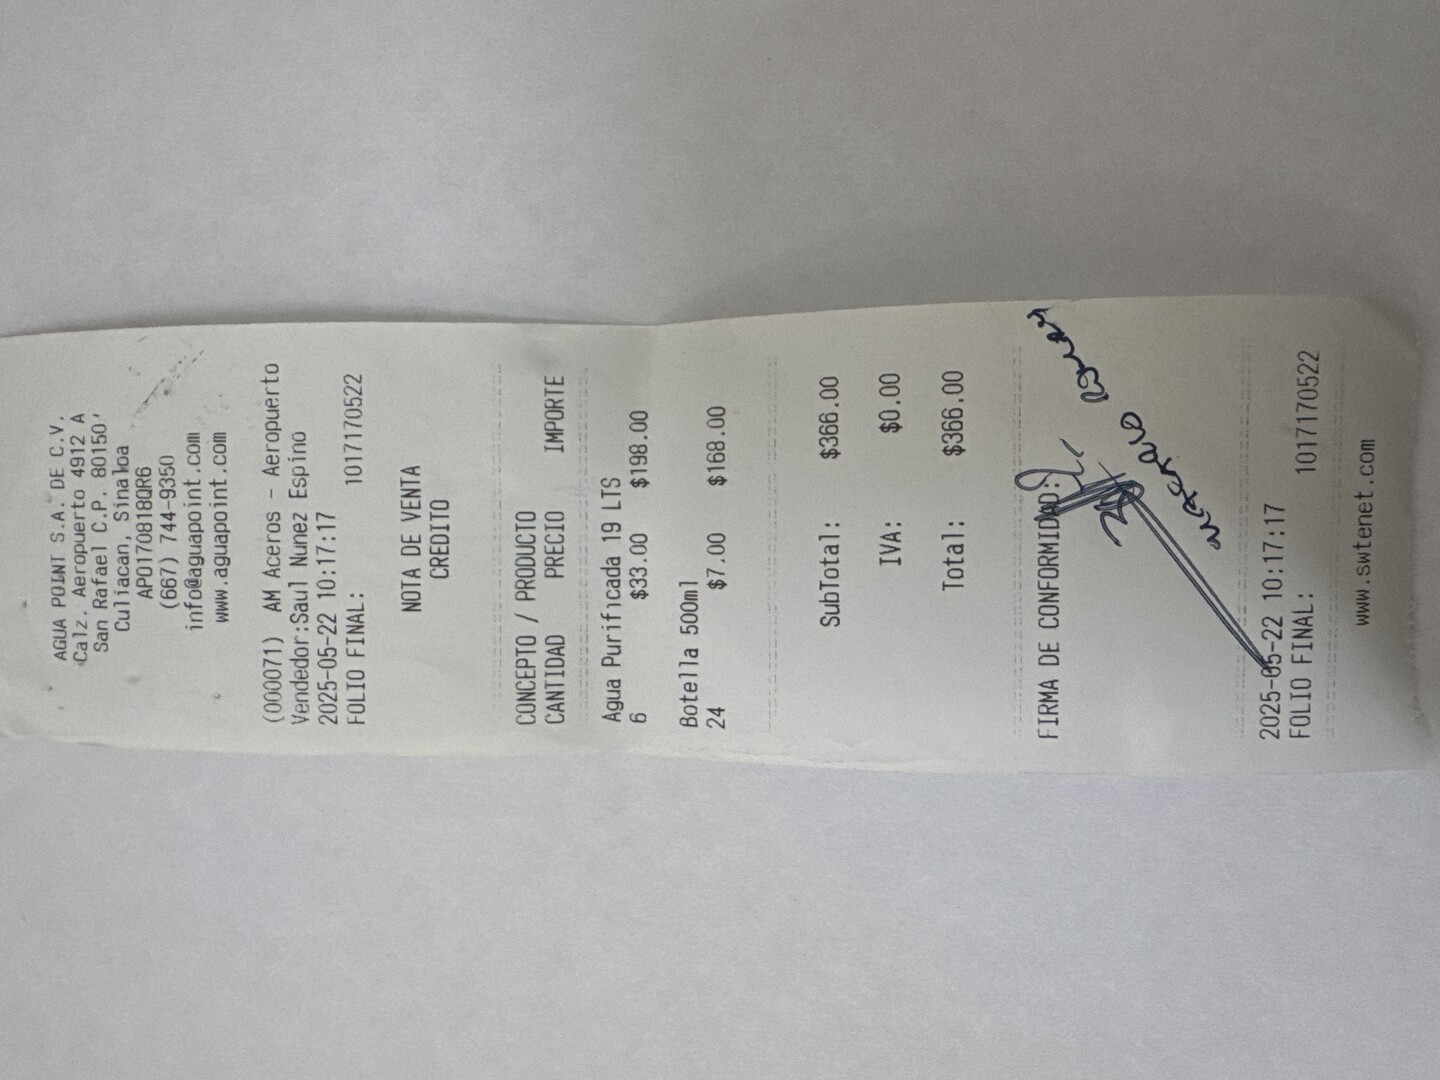 AGUA POINT S.A. DE C.V.
Calz. Aeropuerto 4912 A
San Rafael C.P. 80150
Culiacan, Sinaloa
APO170818QR6
(667) 744-9350
info@aguapoint.com
www.aguapoint.com
(000071) AM Aceros - Aeropuerto
Vendedor:Saul Nunez Espino
2025-05-22 10:17:17
FOLIO FINAL: 1017170522
NOTA DE VENTA
CREDITO
CONCEPTO / PRODUCTO
CANTIDAD PRECIO IMPORTE
Agua Purificada 19 LTS
6 $33.00 $198.00
Botella 500ml
24 $7.00 $168.00
SubTotal: $366.00
IVA: $0.00
Total: $366.00
FIRMA DE CONFORMIDAD:
2025-05-22 10:17:17
FOLIO FINAL: 1017170522
www.swtenet.com